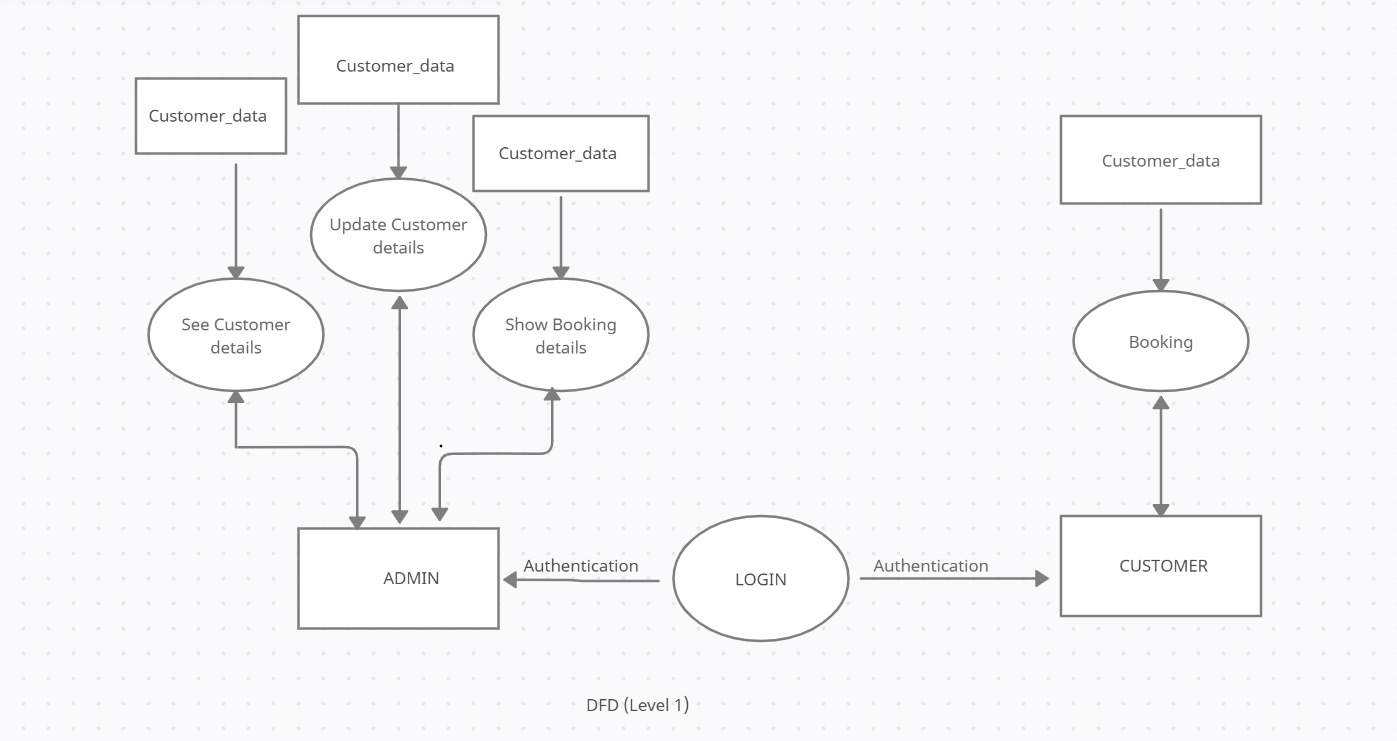 Customer_data
Customer_data
Customer_data
Customer_data
Update Customer
details
See Customer
details
Show Booking
details
Booking
Authentication
Authentication
ADMIN
LOGIN
CUSTOMER
DFD (Level 1)